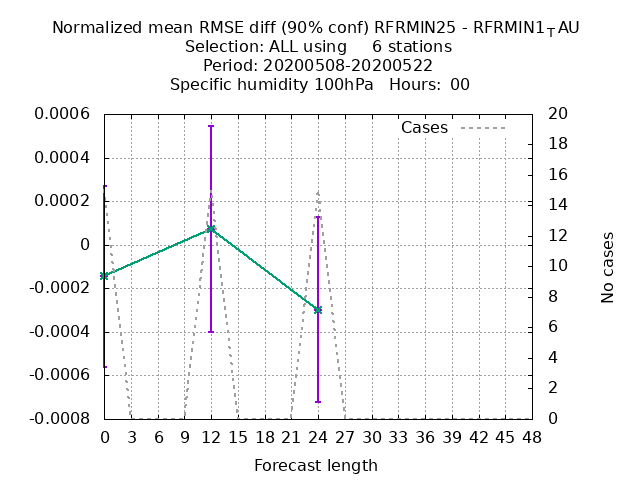 Normalized mean RMSE diff (90% conf) RFRMIN25 - RFRMIN1TAU
Selection: ALL using 6 stations
Period: 20200508-20200522
Specific humidity 100hPa Hours: 00
Cases
0.0006
0.0004
0.0002
0
-0.0002
-0.0004
-0.0006
-0.0008
20
18
16
14
12
10
8
6
4
2
0
No cases
0 3 6 9 12 15 18 21 24 27 30 33 36 39 42 45 48
Forecast length